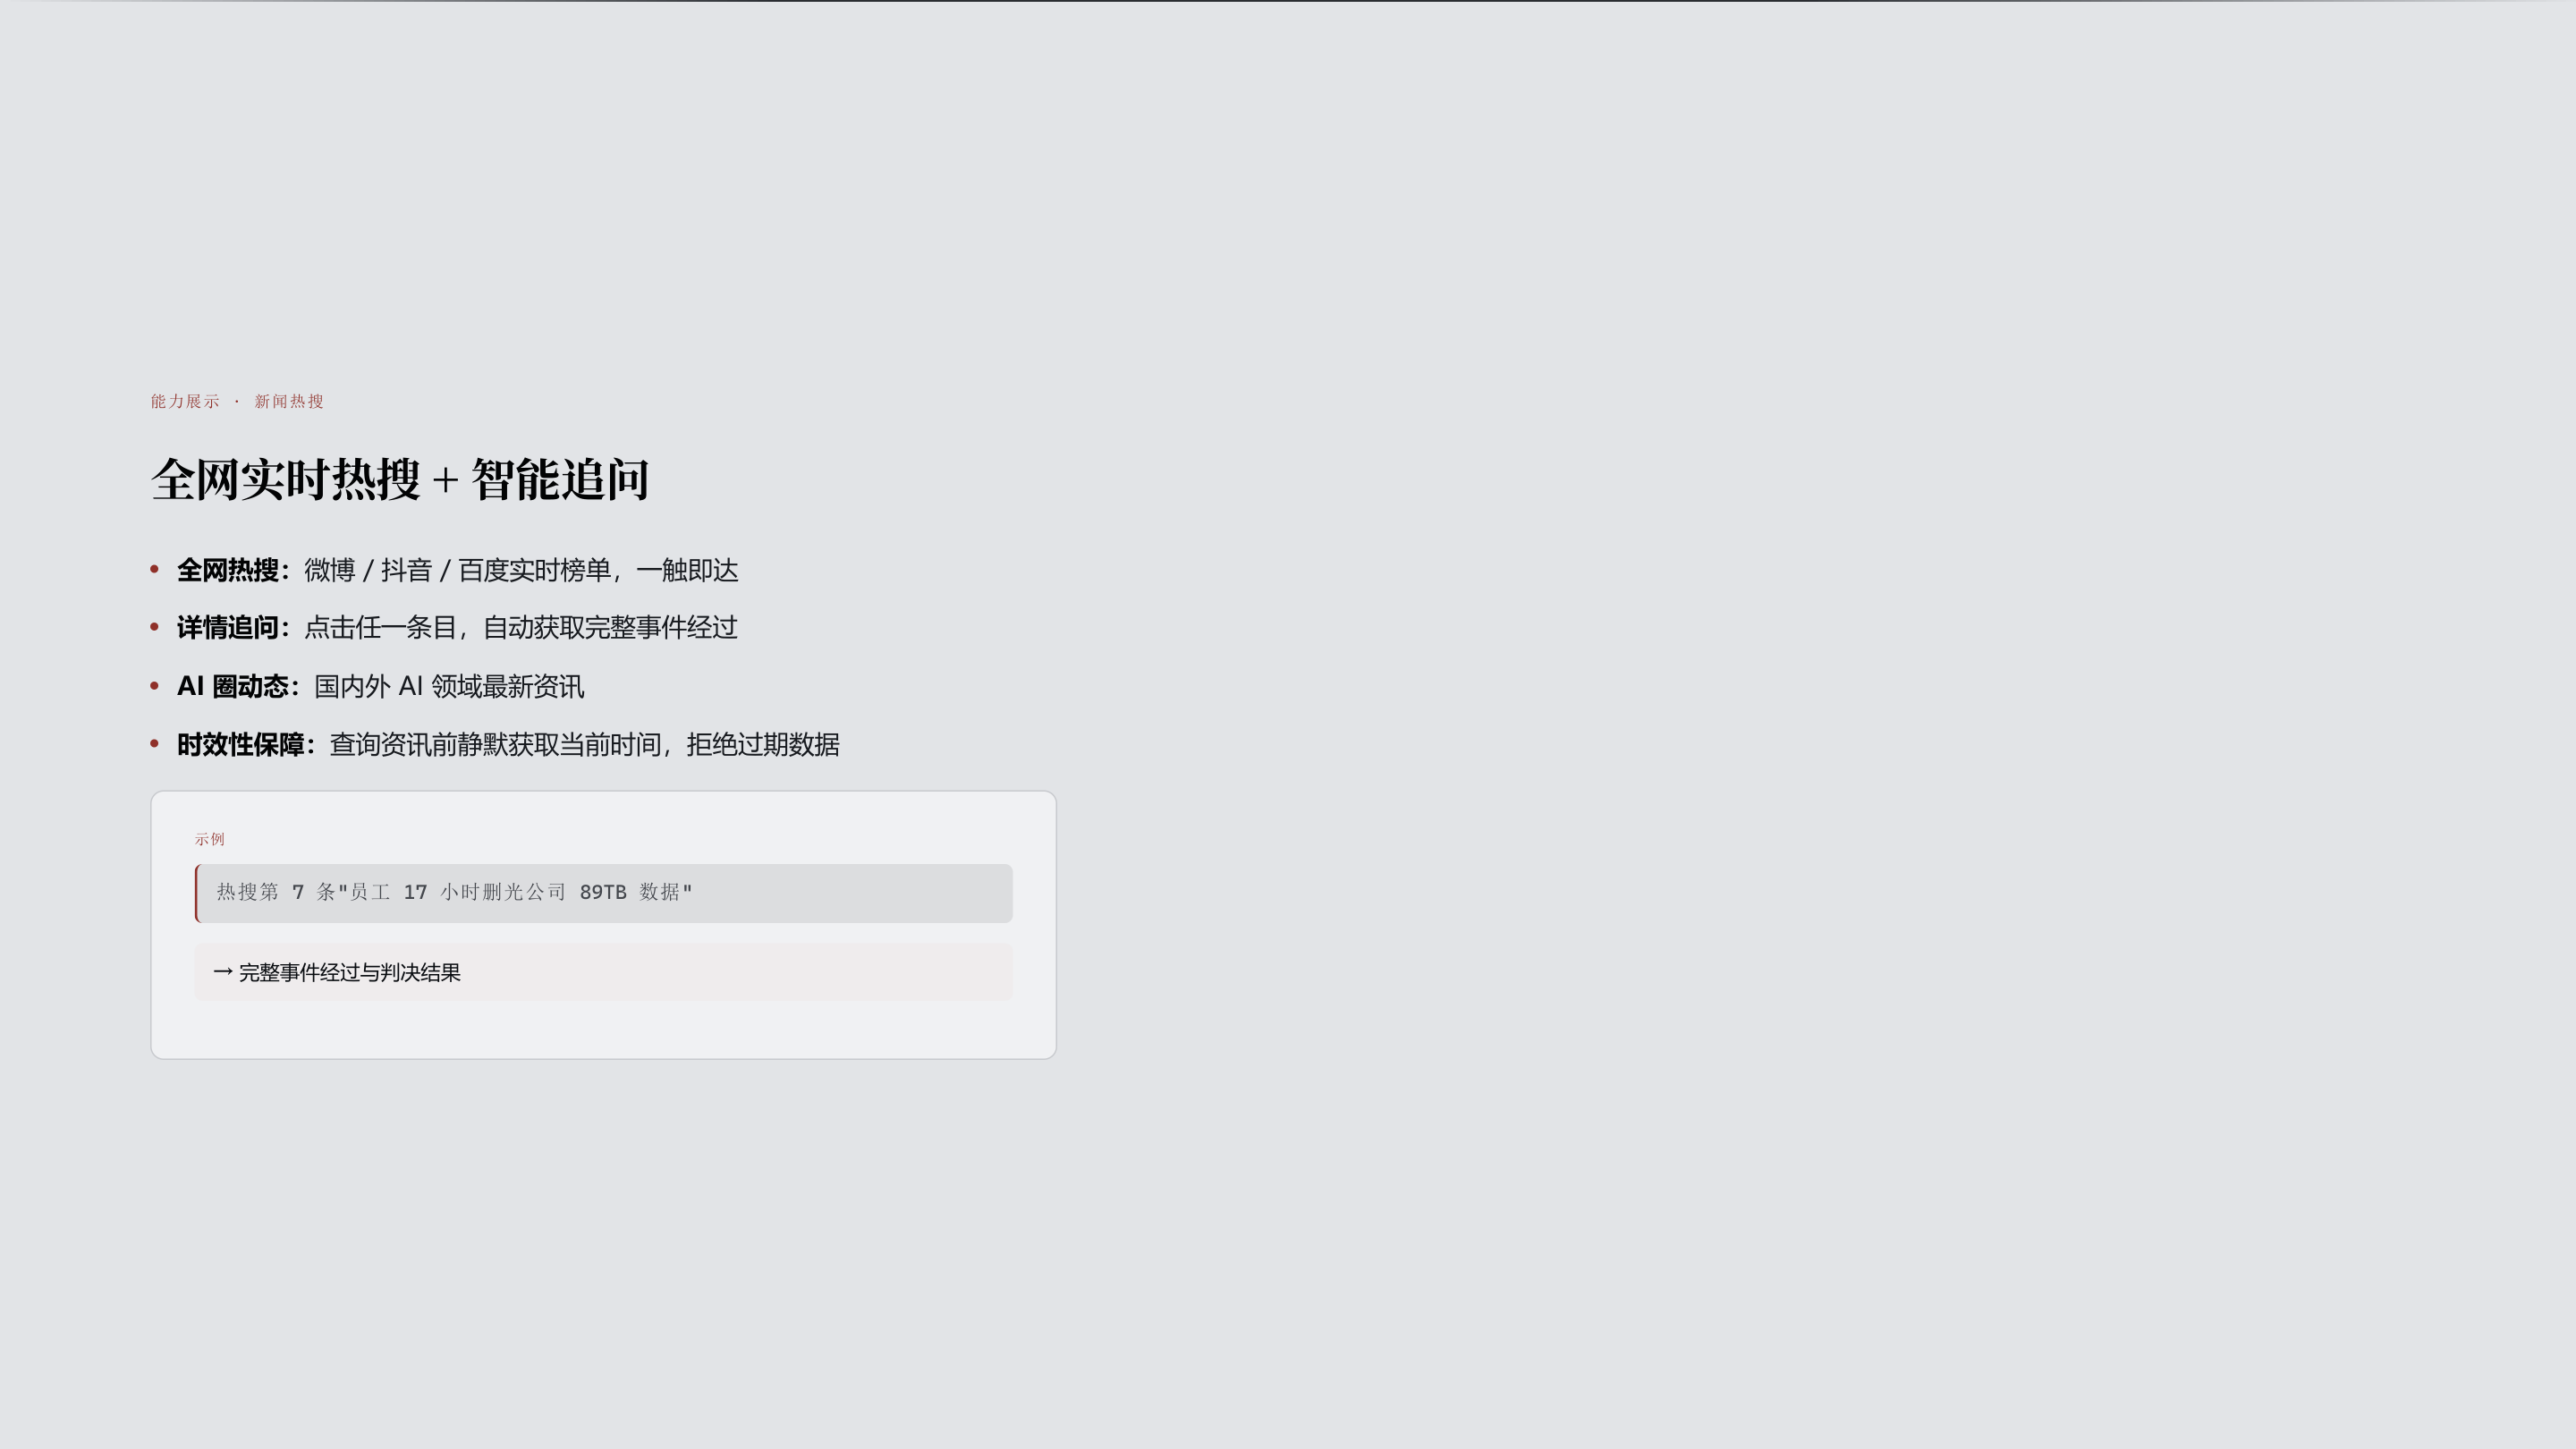 能力展示 · 新闻热搜
全网实时热搜 + 智能追问
• 全网热搜：微博 / 抖音 / 百度实时榜单，一触即达
• 详情追问：点击任一条目，自动获取完整事件经过
• AI 圈动态：国内外 AI 领域最新资讯
• 时效性保障：查询资讯前静默获取当前时间，拒绝过期数据
示例
热搜第 7 条"员工 17 小时删光公司 89TB 数据"
→ 完整事件经过与判决结果